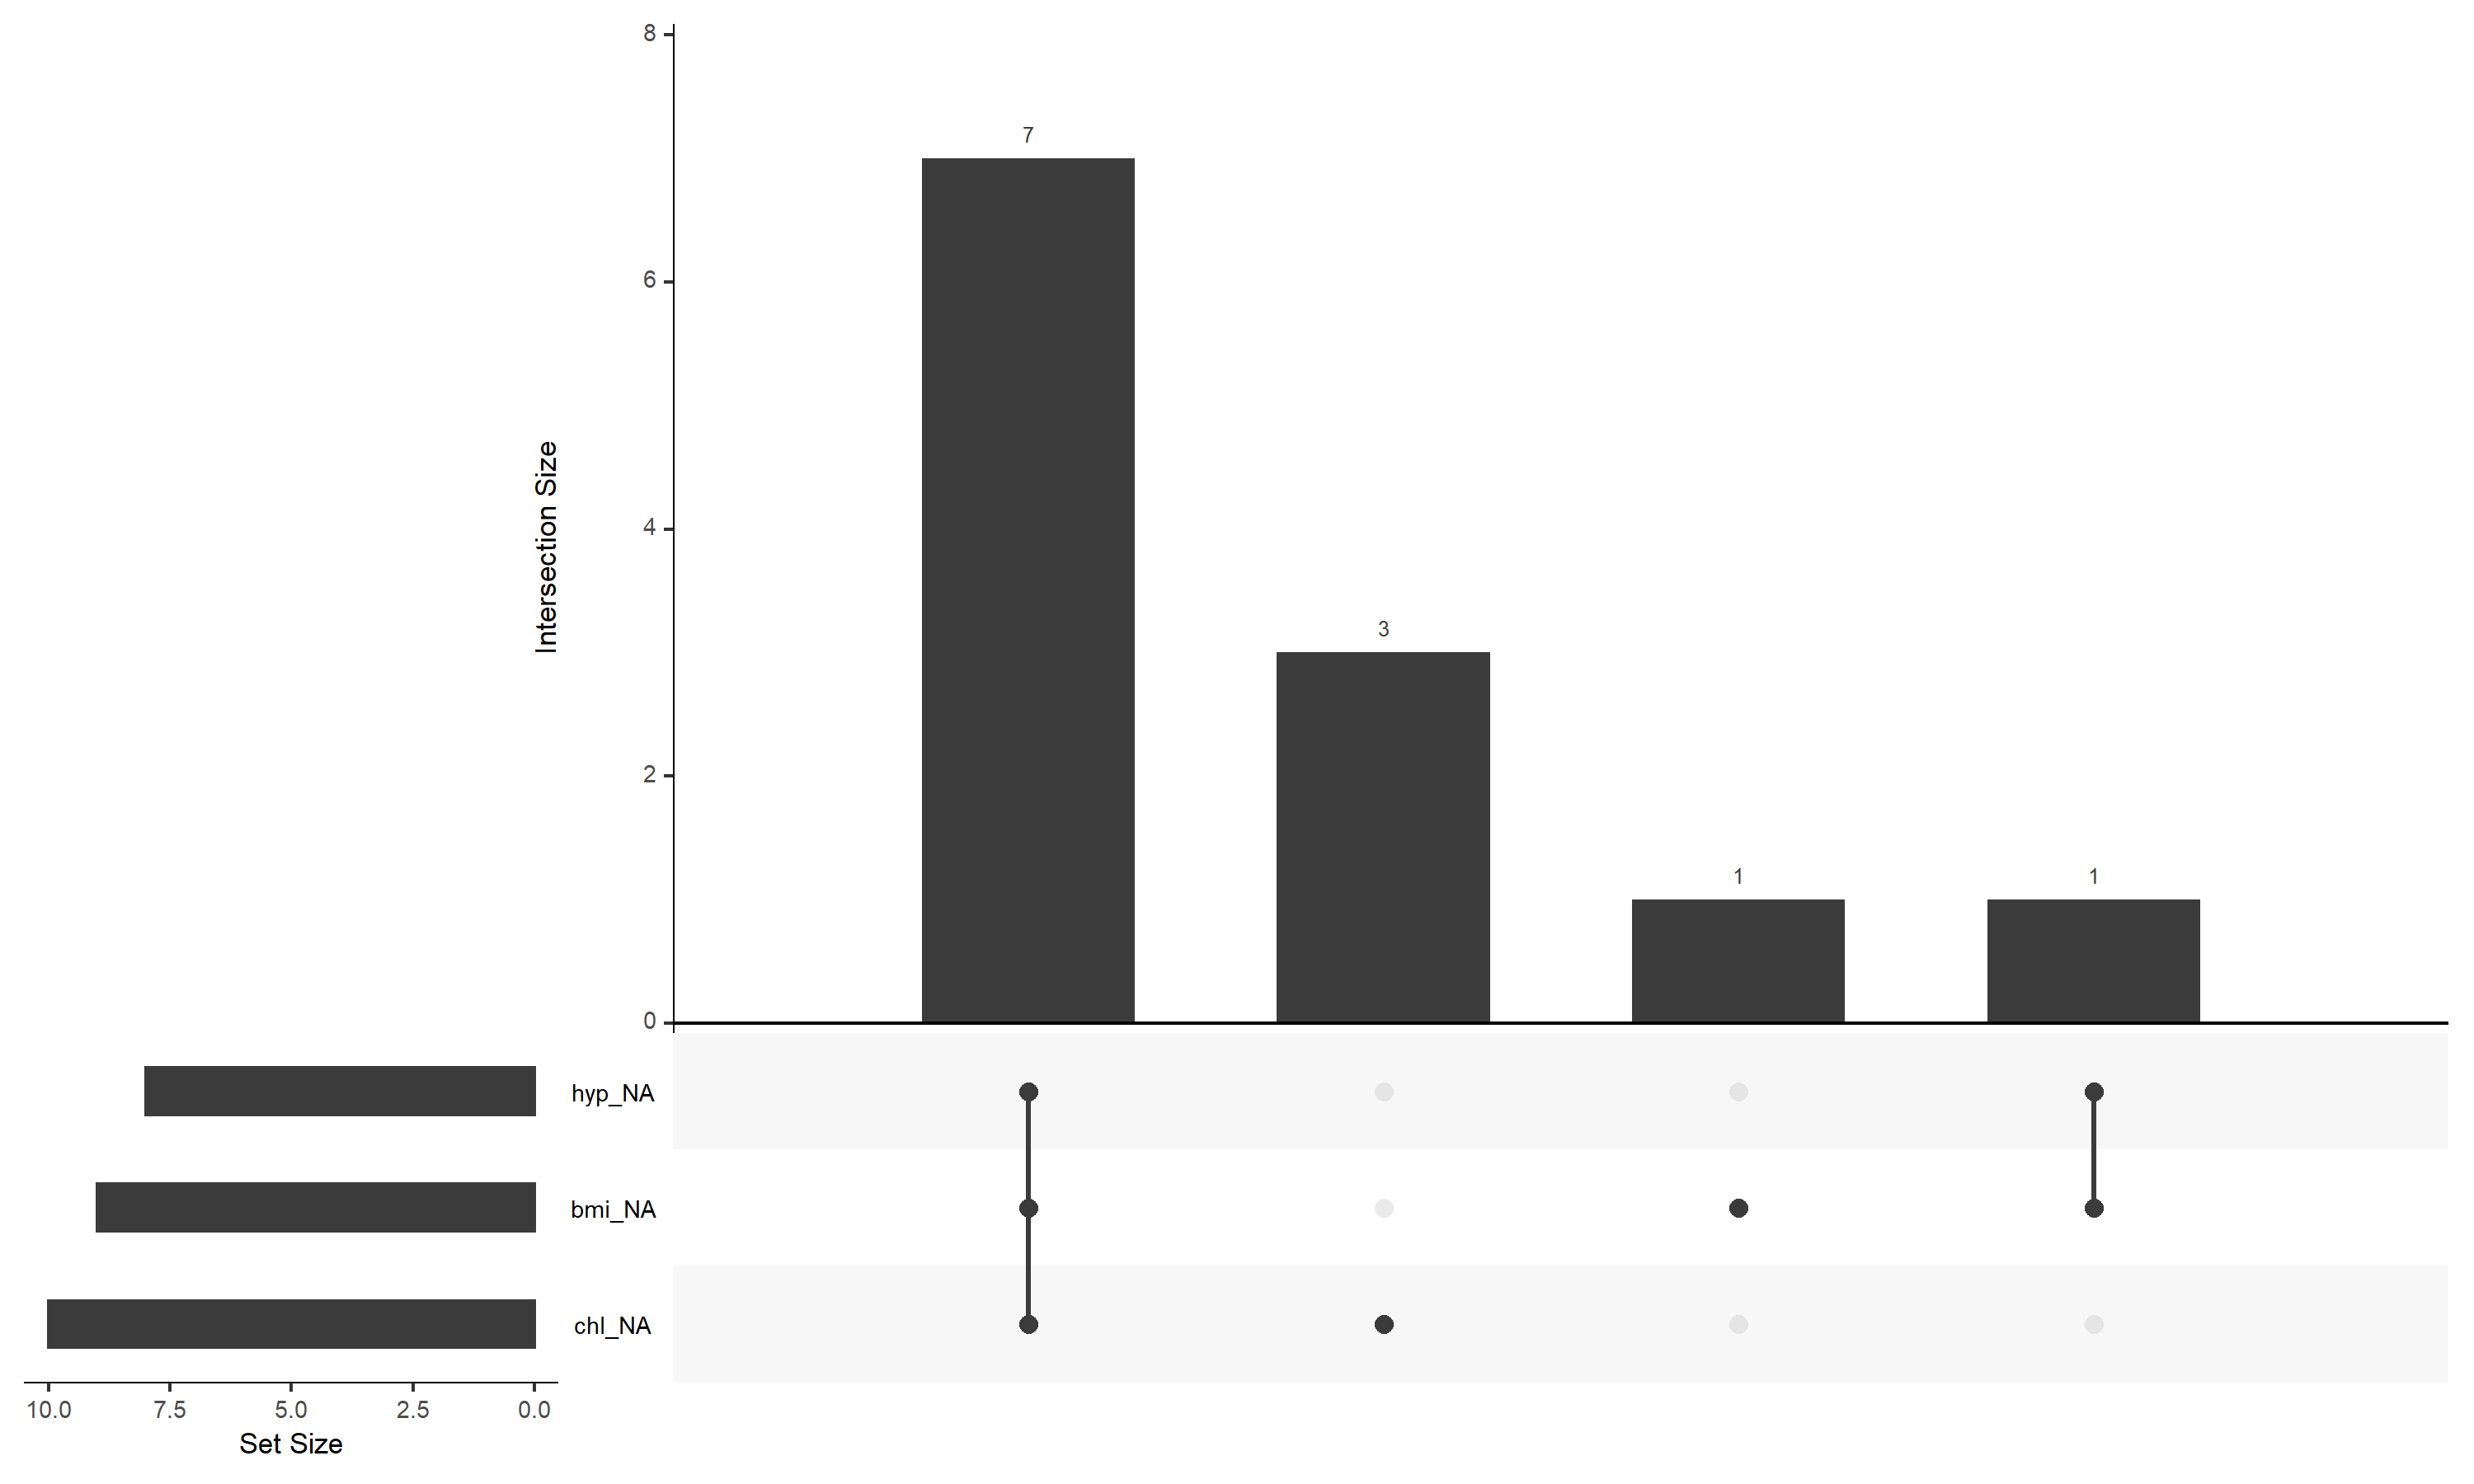 8
7
6
Intersection Size
4
3
2
1
1
0
hyp_NA
bmi_NA
chl_NA
10.0 7.5 5.0 2.5 0.0
Set Size